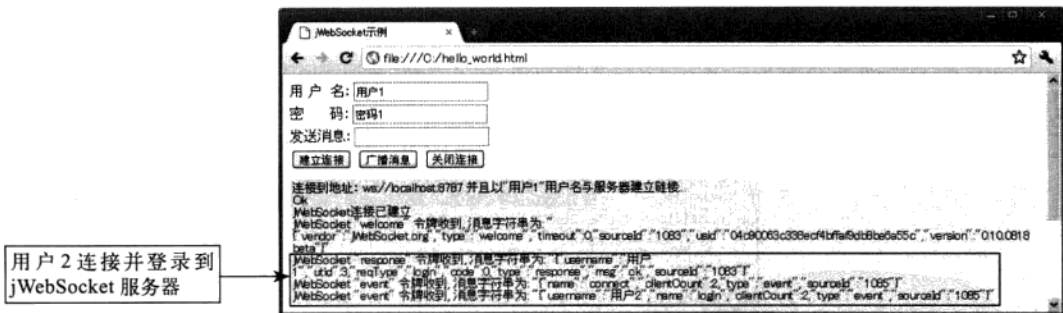 jWebSocket示例
file:///C:/hello_world.html
用 户 名: 用户1
密 码: 密码1
发送消息:
建立连接 广播消息 关闭连接
连接到地址: ws://localhost:8787 并且以"用户1"用户名与服务器建立链接...
Ok
jWebSocket连接已建立
jWebSocket "welcome" 令牌收到, 消息字符串为: "
{"vendor":"jWebSocket.org","type":"welcome","timeout":0,"sourceId":"1083","usid":
"version":"0.10.0818
beta"}"
jWebSocket "response" 令牌收到, 消息字符串为: "{"username":"用户
1","utid":3,"reqType":"login","code":0,"type":"response","msg":"ok","sourceId":"1083"}"
jWebSocket "event" 令牌收到, 消息字符串为: "{"name":"connect","clientCount":2,"type":"event","sourceId":"1085"}"
jWebSocket "event" 令牌收到, 消息字符串为: "{"username":"用户2","name":"login","clientCount":2,"type":"event","sourceId":"1085"}"
用户 2 连接并登录到
jWebSocket 服务器